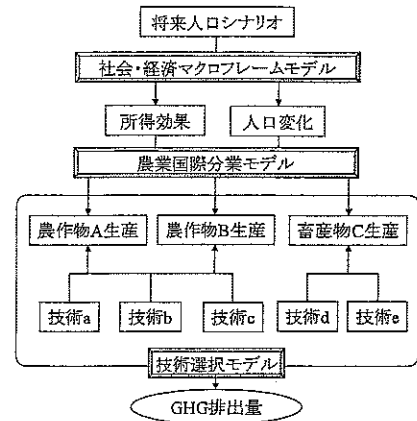 将来人口シナリオ
社会・経済マクロフレームモデル
所得効果
人口変化
農業国際分業モデル
農作物A生産
農作物B生産
畜産物C生産
技術a
技術b
技術c
技術d
技術e
技術選択モデル
GHG排出量